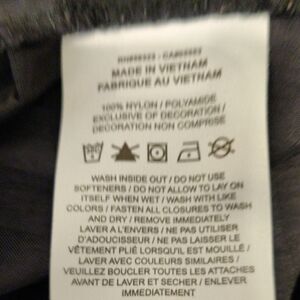 MADE IN VIETNAM
FABRIQUE AU VIETNAM
100% NYLON / POLYAMIDE
EXCLUSIVE OF DECORATION /
DECORATION NON COMPRISE
WASH INSIDE OUT / DO NOT USE
SOFTENERS / DO NOT ALLOW TO LAY ON
ITSELF WHEN WET / WASH WITH LIKE
COLORS / FASTEN ALL CLOSURES TO WASH
AND DRY / REMOVE IMMEDIATELY
LAVER A L'ENVERS / NE PAS UTILISER
D'ADOUCISSEUR / NE PAS LAISSER LE
VÊTEMENT PLIÉ LORSQU'IL EST MOUILLÉ /
LAVER AVEC COULEURS SIMILAIRES /
VEUILLEZ BOUCLER TOUTES LES ATTACHES
AVANT DE LAVER ET SECHER / ENLEVER
IMMEDIATEMENT